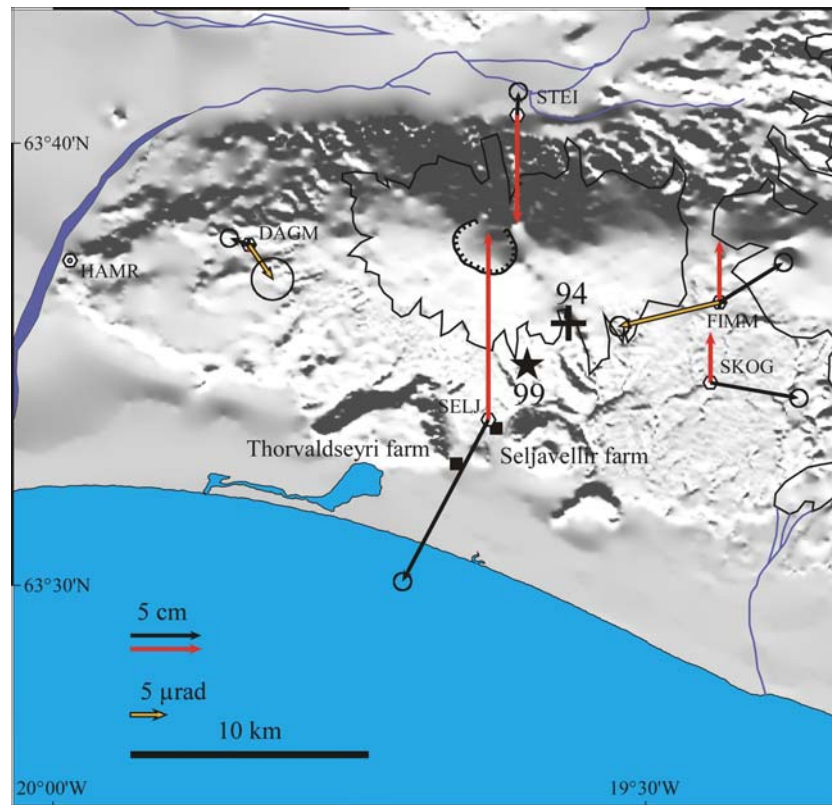 STEI
63°40'N
DAGM
HAMR
94
FIMM
SKOG
99
SELJ
Thorvaldseyri farm
Seljavellir farm
63°30'N
5 cm
5 µrad
10 km
20°00'W
19°30'W